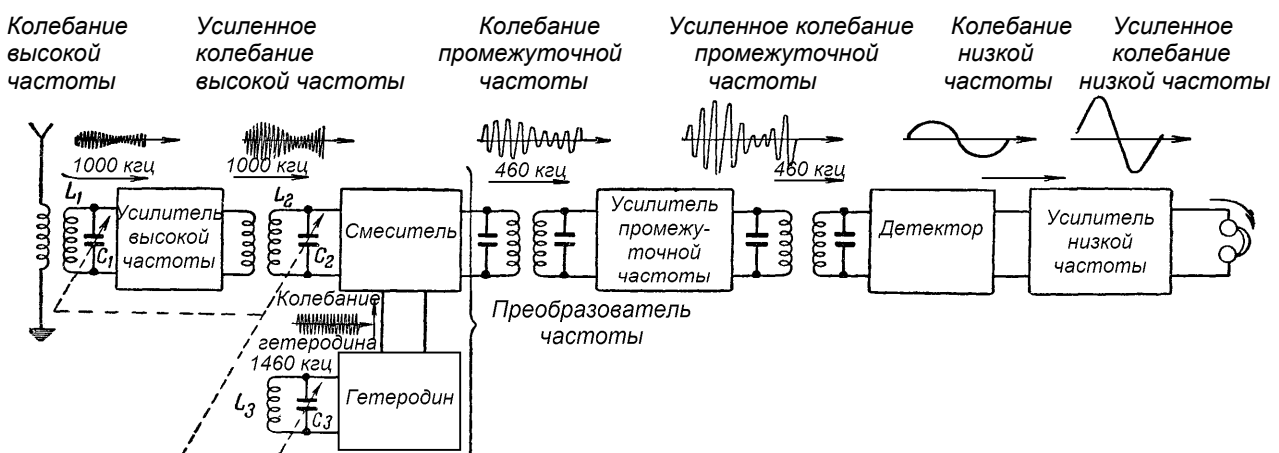 Колебание
высокой
частоты
Усиленное
колебание
высокой частоты
Колебание
промежуточной
частоты
Усиленное колебание
промежуточной
частоты
Колебание
низкой
частоты
Усиленное
колебание
низкой частоты
1000 кгц
1000 кгц
460 кгц
460 кгц
L1
C1
Усилитель
высокой
частоты
L2
C2
Смеситель
Усилитель
промежу-
точной
частоты
Детектор
Усилитель
низкой
частоты
Преобразователь
частоты
Колебание
гетеродина
1460 кгц
L3
C3
Гетеродин